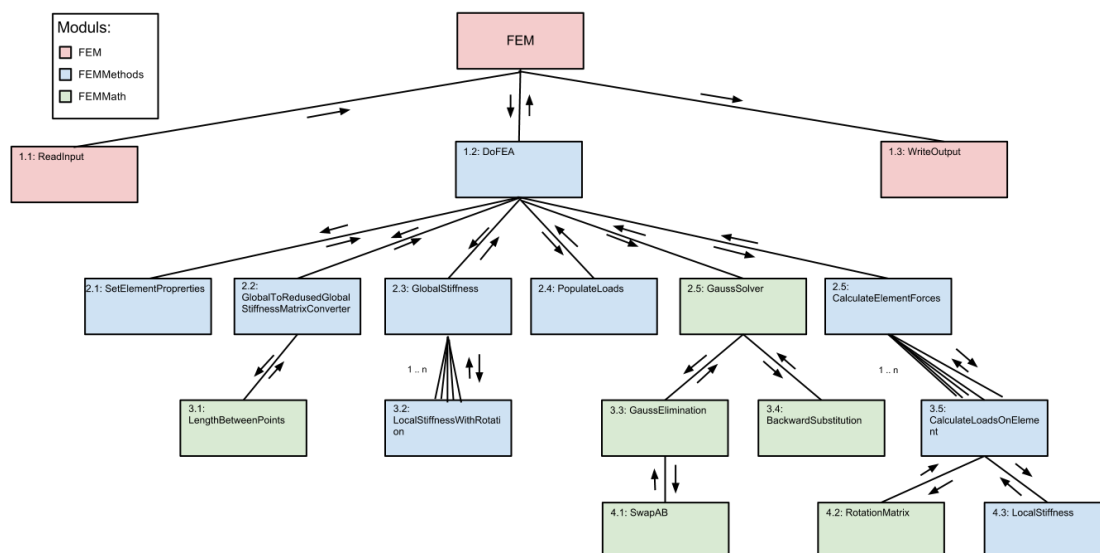 Moduls:
FEM
FEMMethods
FEMMath
FEM
1.1: ReadInput
1.2: DoFEA
1.3: WriteOutput
2.1: SetElementProprerties
2.2:
GlobalToRedusedGlobal
StiffnessMatrixConverter
2.3: GlobalStiffness
2.4: PopulateLoads
2.5: GaussSolver
2.5:
CalculateElementForces
1 .. n
1 .. n
3.1:
LengthBetweenPoints
3.2:
LocalStiffnessWithRotati
on
3.3: GaussElimination
3.4:
BackwardSubstitution
3.5:
CalculateLoadsOnEleme
nt
4.1: SwapAB
4.2: RotationMatrix
4.3: LocalStiffness